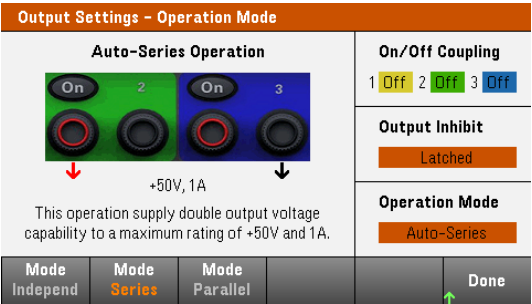 Output Settings - Operation Mode
Auto-Series Operation
On 2 On 3
+50V, 1A
This operation supply double output voltage
capability to a maximum rating of +50V and 1A.
On/Off Coupling
1 Off 2 Off 3 Off
Output Inhibit
Latched
Operation Mode
Auto-Series
Mode
Independ
Mode
Series
Mode
Parallel
Done